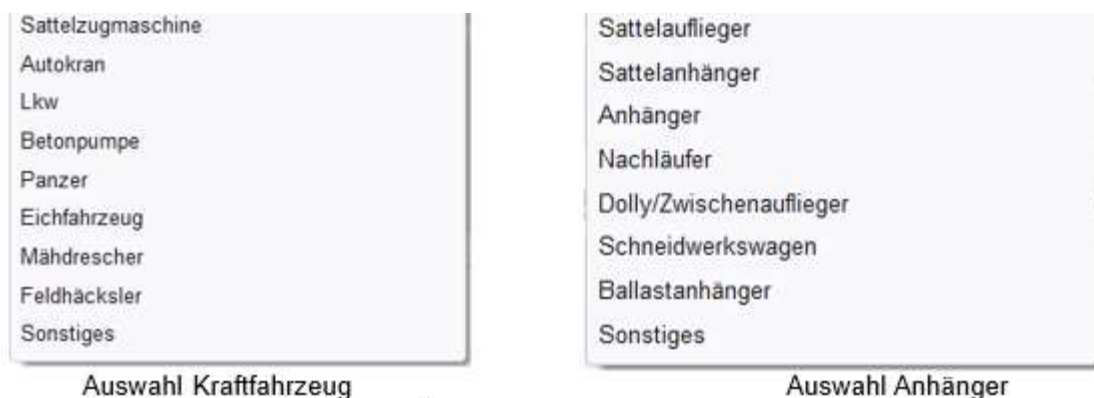 Sattelzugmaschine
Autokran
Lkw
Betonpumpe
Panzer
Eichfahrzeug
Mähdrescher
Feldhäcksler
Sonstiges
Auswahl Kraftfahrzeug
Sattelauflieger
Sattelanhänger
Anhänger
Nachläufer
Dolly/Zwischenauflieger
Schneidwerkswagen
Ballastanhänger
Sonstiges
Auswahl Anhänger